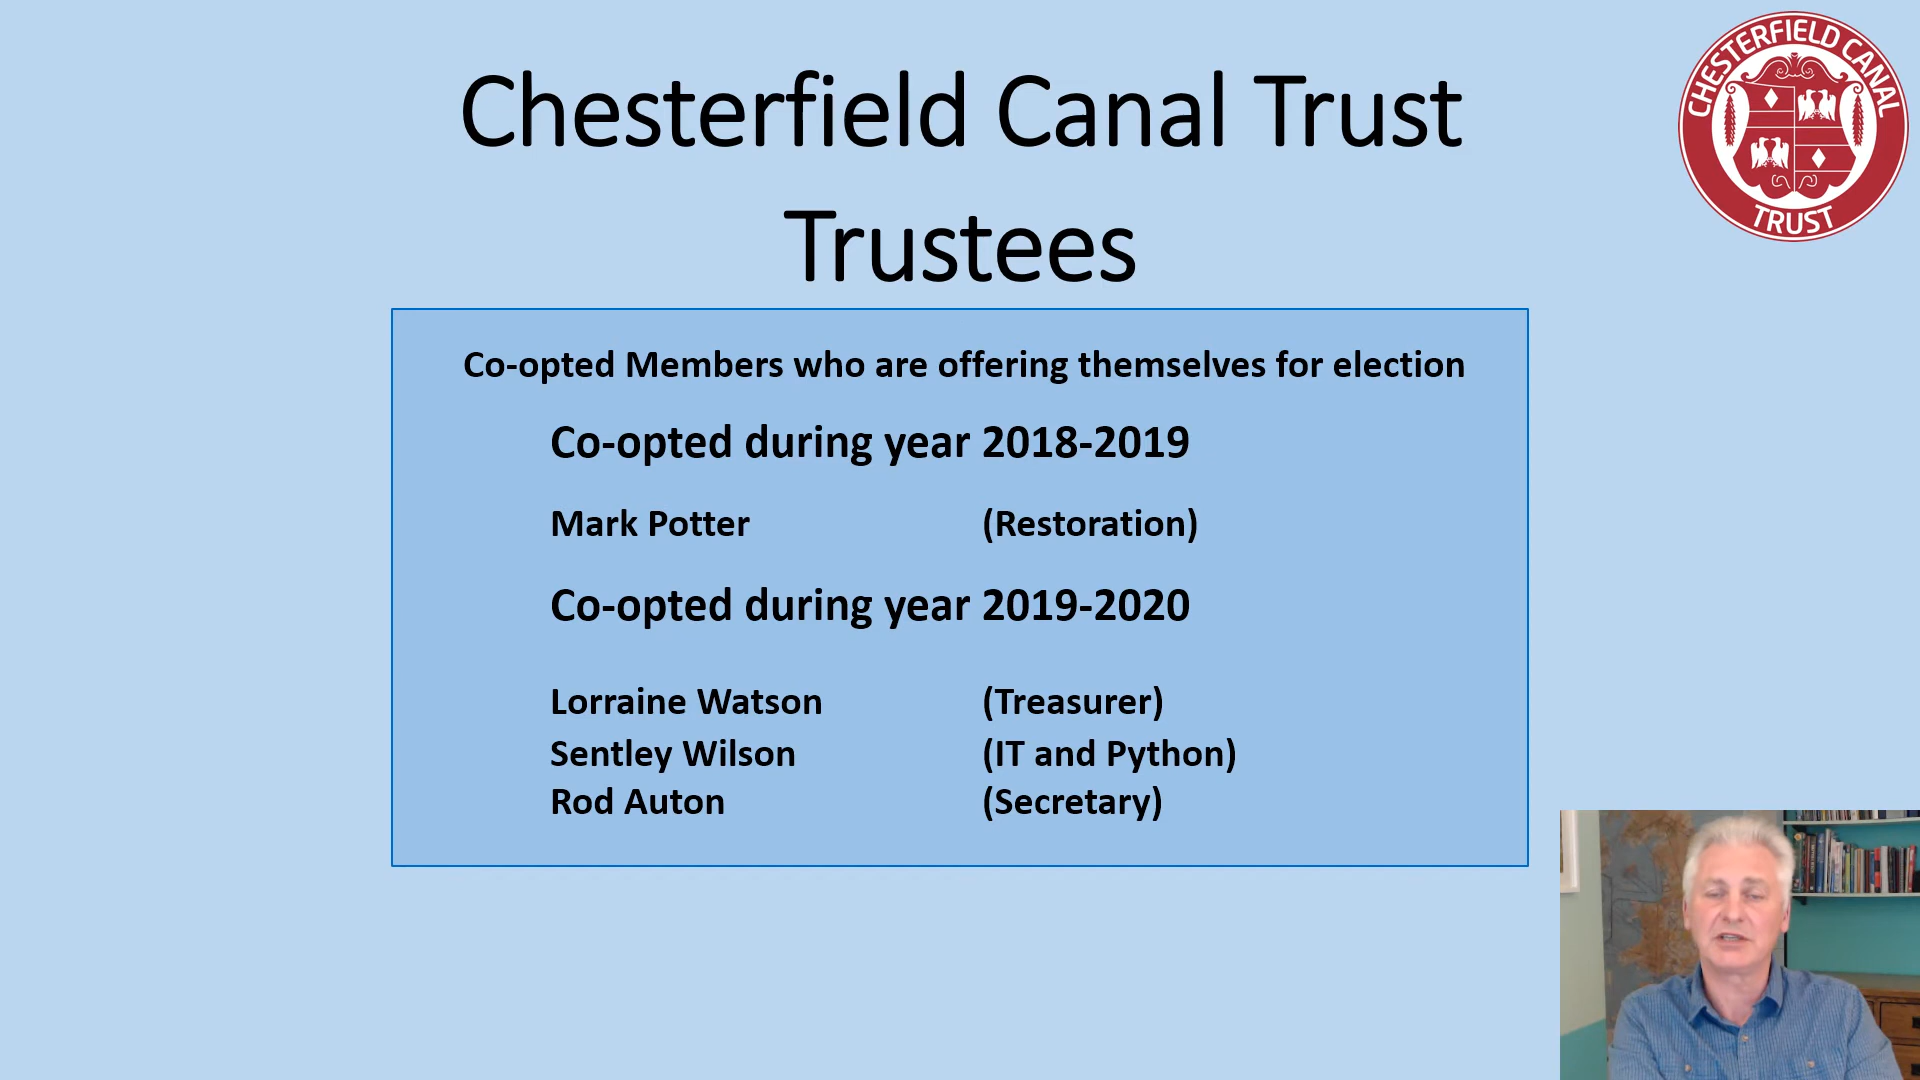 Chesterfield Canal Trust
Trustees
CHESTERFIELD CANAL
TRUST
Co-opted Members who are offering themselves for election
Co-opted during year 2018-2019
Mark Potter (Restoration)
Co-opted during year 2019-2020
Lorraine Watson (Treasurer)
Sentley Wilson (IT and Python)
Rod Auton (Secretary)